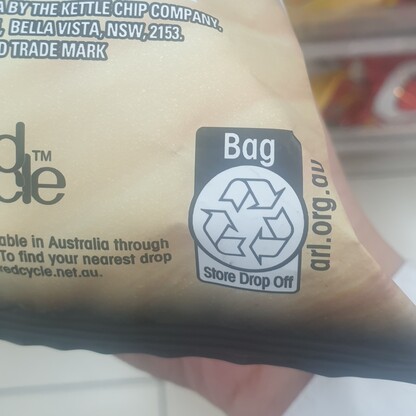 A BY THE KETTLE CHIP COMPANY.
, BELLA VISTA, NSW, 2153.
D TRADE MARK
d
cle™
able in Australia through
To find your nearest drop
redcycle.net.au.
Bag
Store Drop Off
arl.org.au